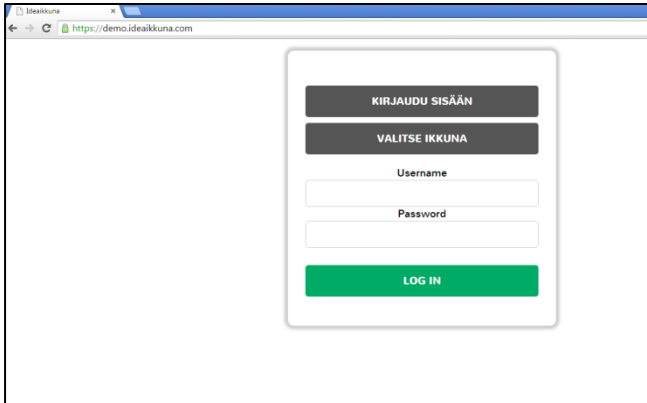 Ideaikkuna
https://demo.ideaikkuna.com
KIRJAUDU SISÄÄN
VALITSE IKKUNA
Username
Password
LOG IN